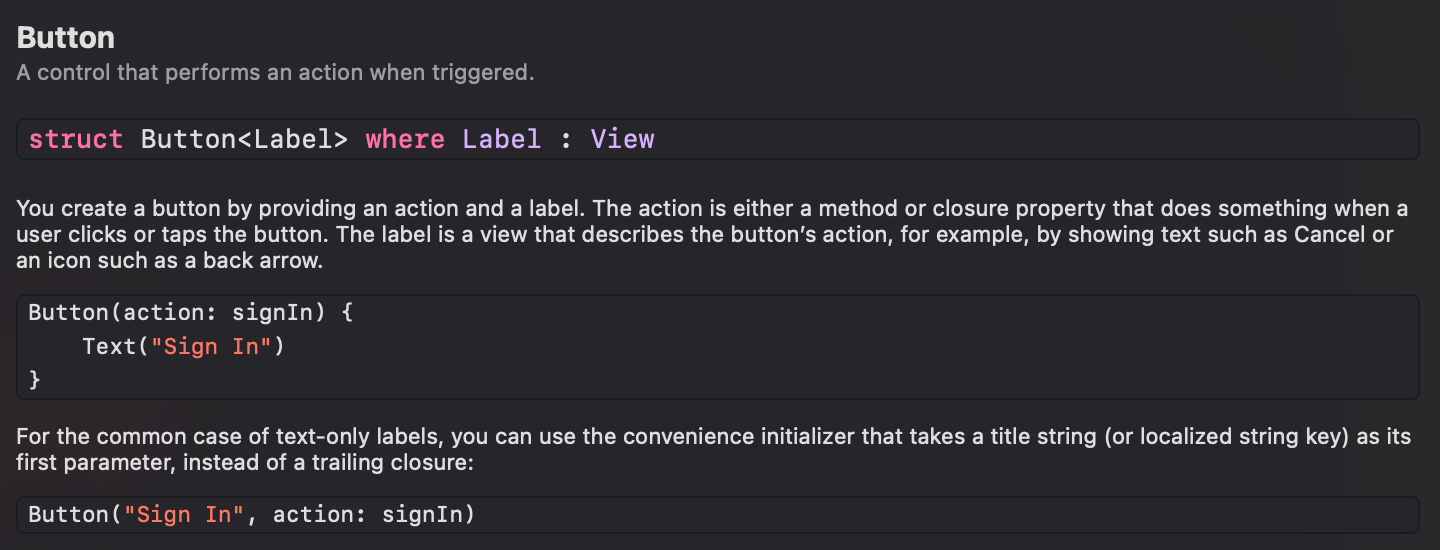 Button
A control that performs an action when triggered.
struct Button<Label> where Label : View
You create a button by providing an action and a label. The action is either a method or closure property that does something when a
user clicks or taps the button. The label is a view that describes the button’s action, for example, by showing text such as Cancel or
an icon such as a back arrow.
Button(action: signIn) {
    Text("Sign In")
}
For the common case of text-only labels, you can use the convenience initializer that takes a title string (or localized string key) as its
first parameter, instead of a trailing closure:
Button("Sign In", action: signIn)